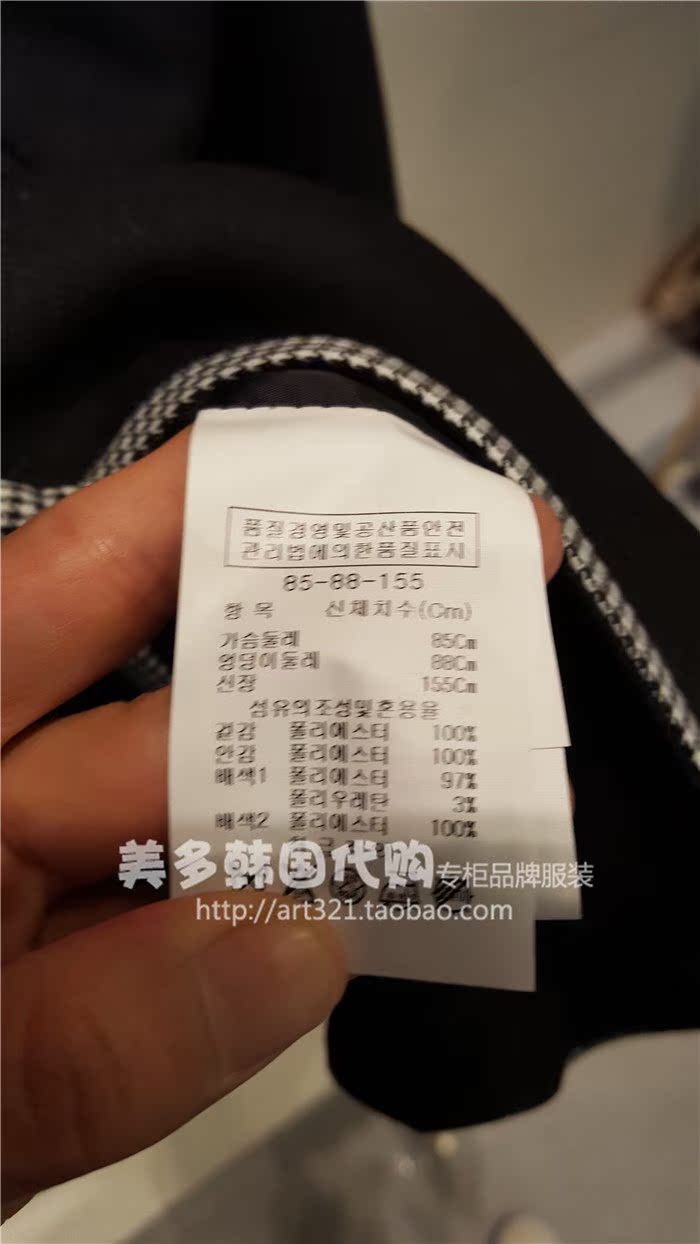 품질경영및공산품안전
관리법에의한품질표시
85-88-155
항 목 신체치수(Cm)
가슴둘레 85Cm
엉덩이둘레 88Cm
신장 155Cm
섬유의조성및혼용율
겉감 폴리에스터 100%
안감 폴리에스터 100%
배색1 폴리에스터 97%
폴리우레탄 3%
배색2 폴리에스터 100%
美多韩国代购专柜品牌服装
http://art321.taobao.com